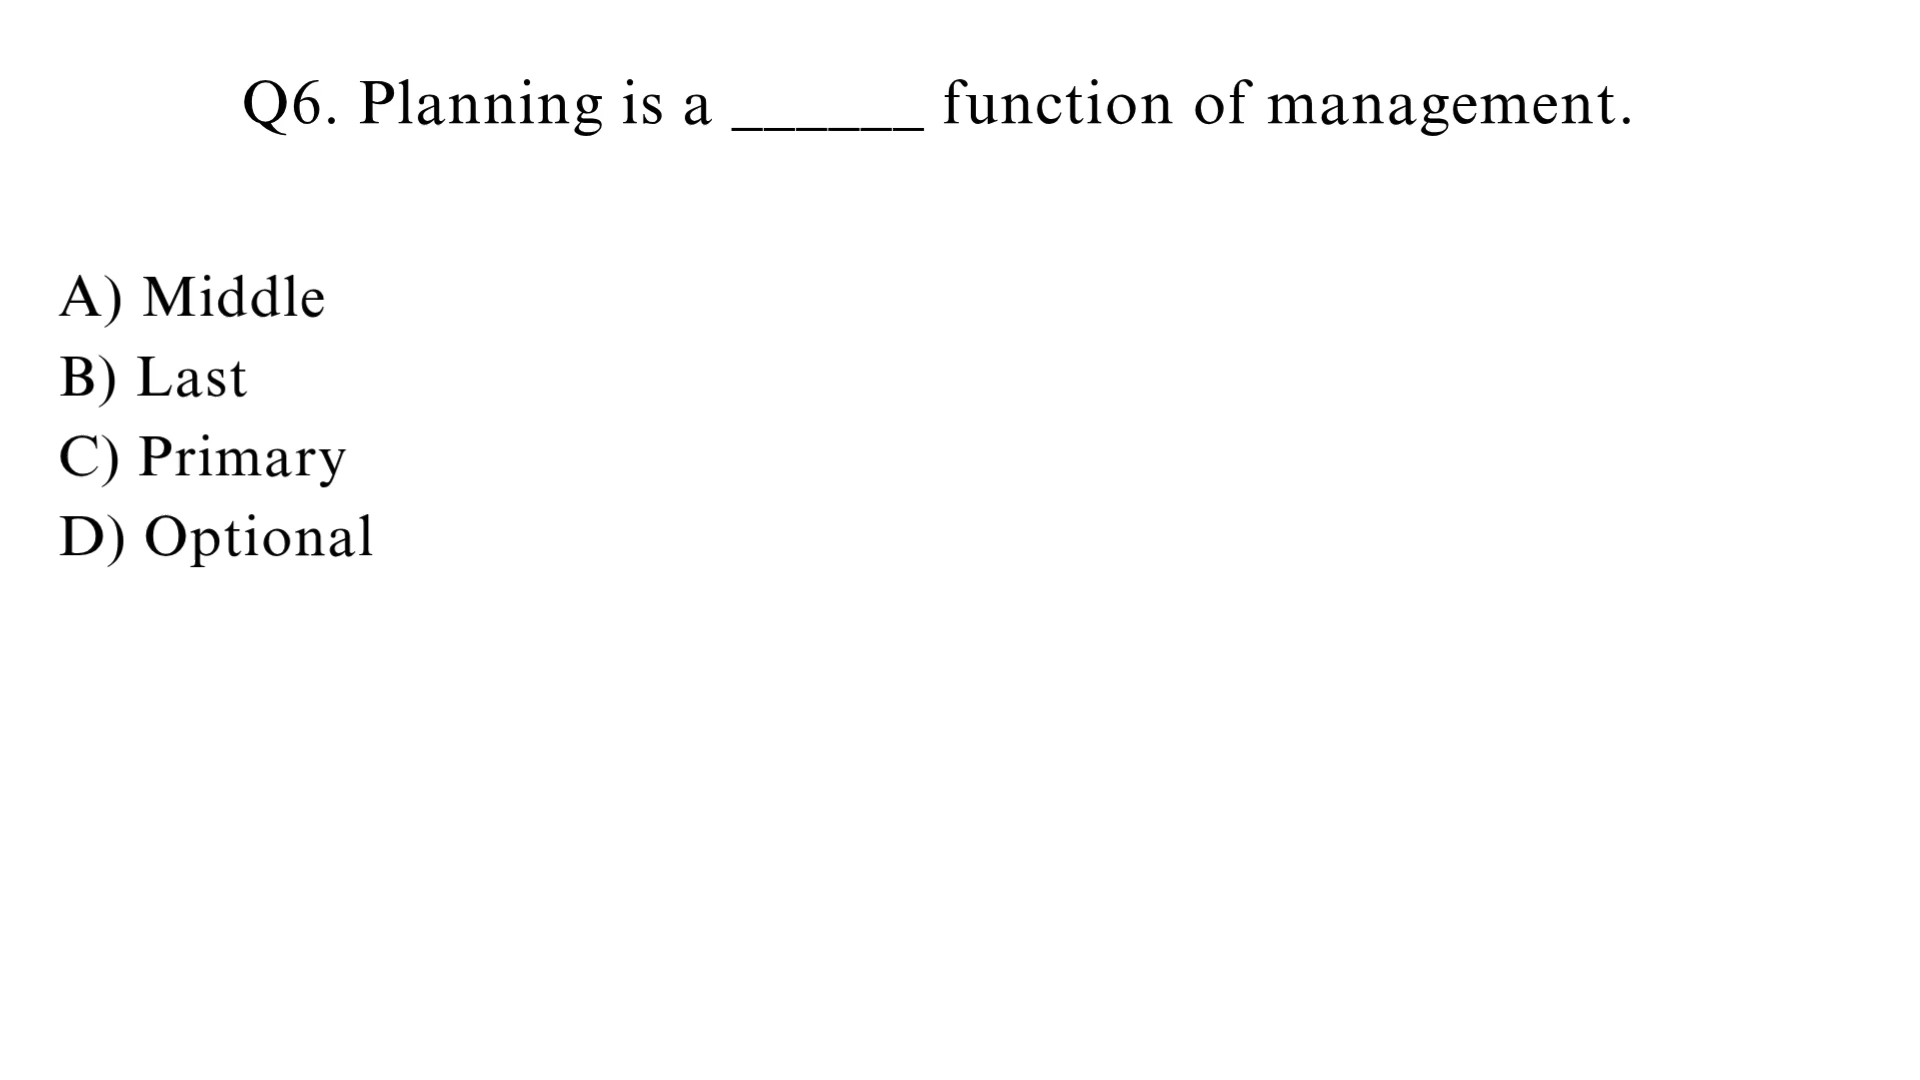 Q6. Planning is a ______ function of management.
A) Middle
B) Last
C) Primary
D) Optional